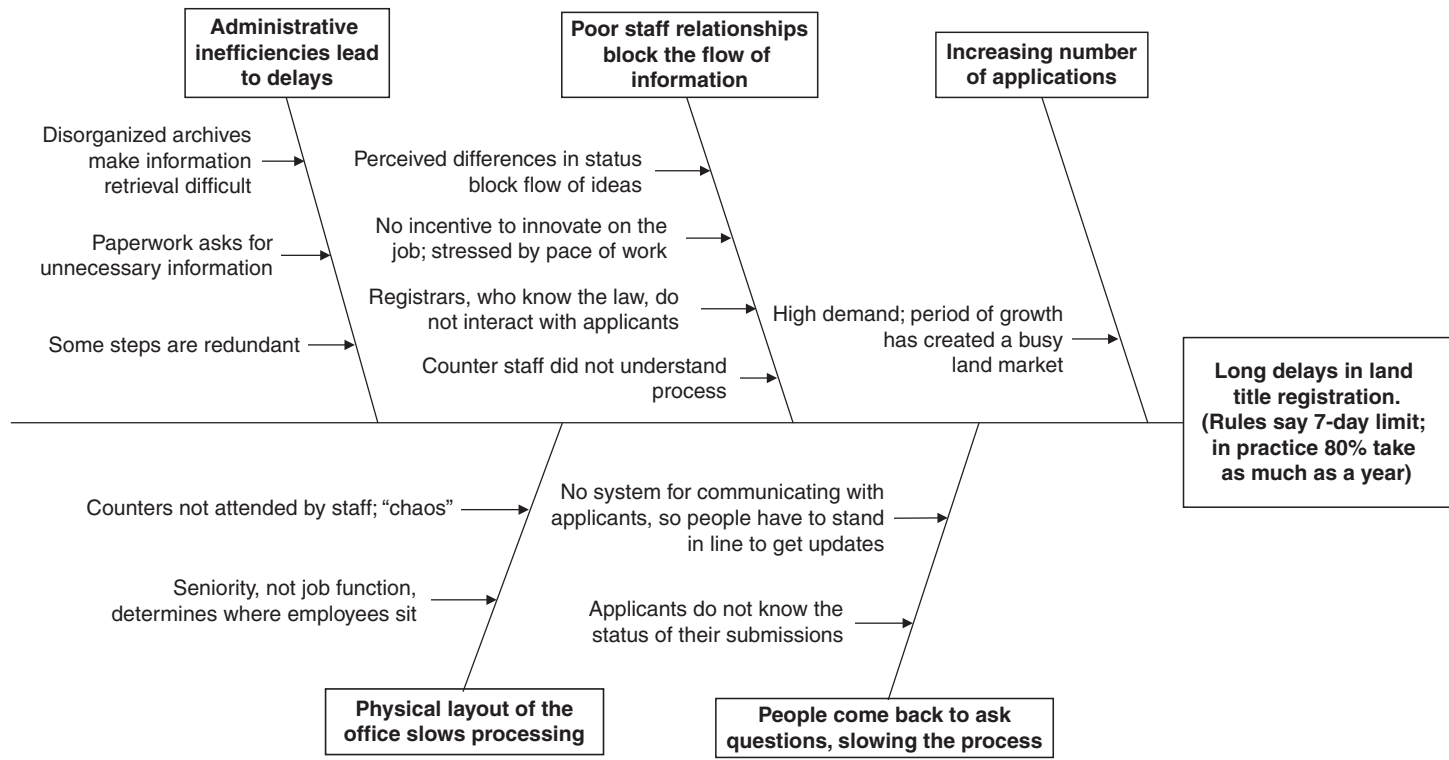 Administrative
inefficiencies lead
to delays
Poor staff relationships
block the flow of
information
Increasing number
of applications
Disorganized archives
make information
retrieval difficult
Paperwork asks for
unnecessary information
Some steps are redundant
Perceived differences in status
block flow of ideas
No incentive to innovate on the
job; stressed by pace of work
Registrars, who know the law, do
not interact with applicants
Counter staff did not understand
process
High demand; period of growth
has created a busy
land market
Long delays in land
title registration.
(Rules say 7-day limit;
in practice 80% take
as much as a year)
Counters not attended by staff; “chaos”
Seniority, not job function,
determines where employees sit
No system for communicating with
applicants, so people have to stand
in line to get updates
Applicants do not know the
status of their submissions
Physical layout of the
office slows processing
People come back to ask
questions, slowing the process